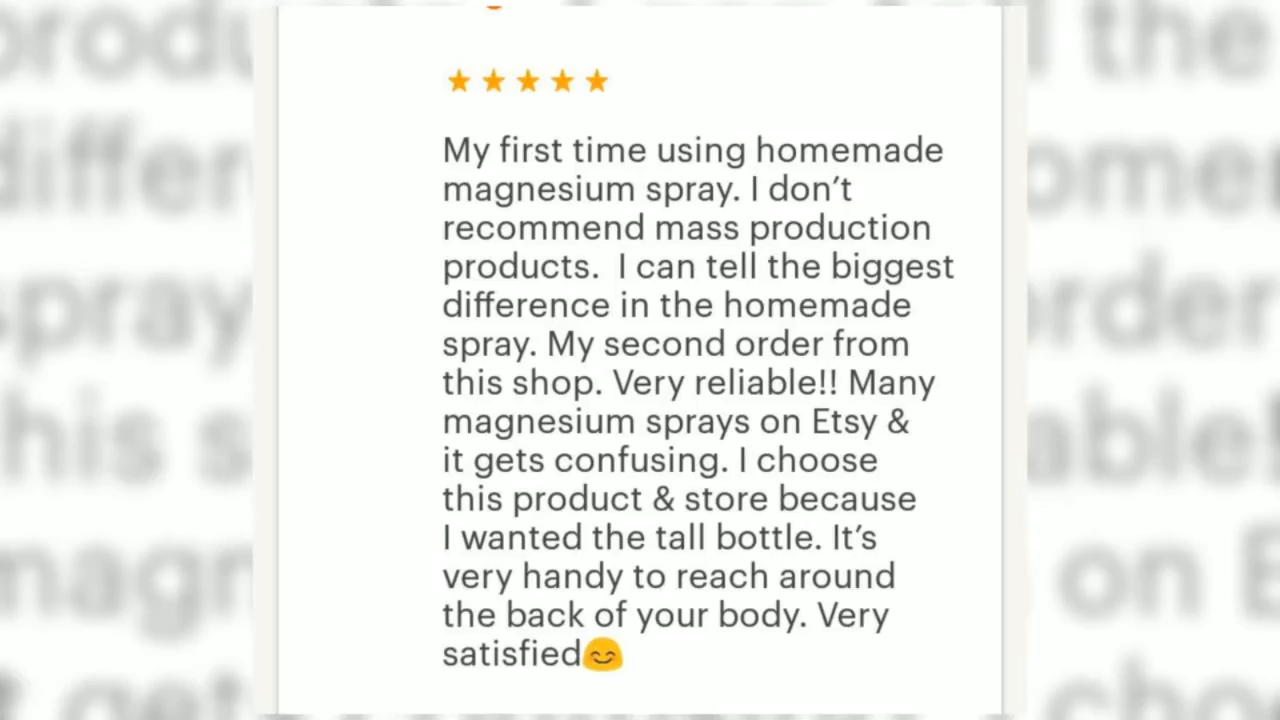 My first time using homemade
magnesium spray. I don’t
recommend mass production
products.  I can tell the biggest
difference in the homemade
spray. My second order from
this shop. Very reliable!! Many
magnesium sprays on Etsy &
it gets confusing. I choose
this product & store because
I wanted the tall bottle. It’s
very handy to reach around
the back of your body. Very
satisfied😊